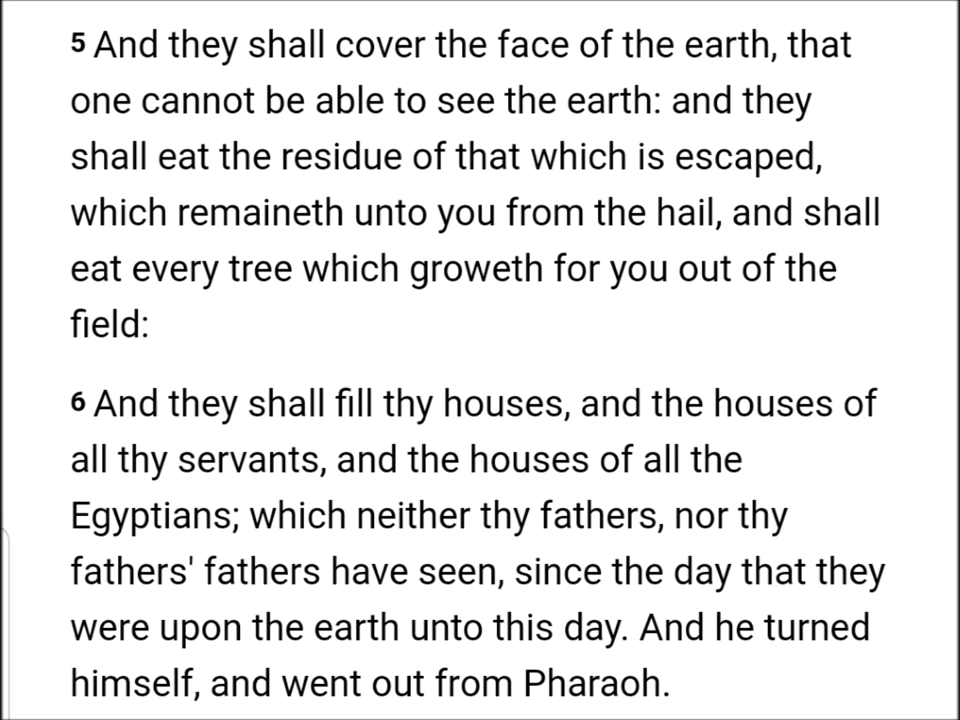 5 And they shall cover the face of the earth, that
one cannot be able to see the earth: and they
shall eat the residue of that which is escaped,
which remaineth unto you from the hail, and shall
eat every tree which groweth for you out of the
field:
6 And they shall fill thy houses, and the houses of
all thy servants, and the houses of all the
Egyptians; which neither thy fathers, nor thy
fathers' fathers have seen, since the day that they
were upon the earth unto this day. And he turned
himself, and went out from Pharaoh.